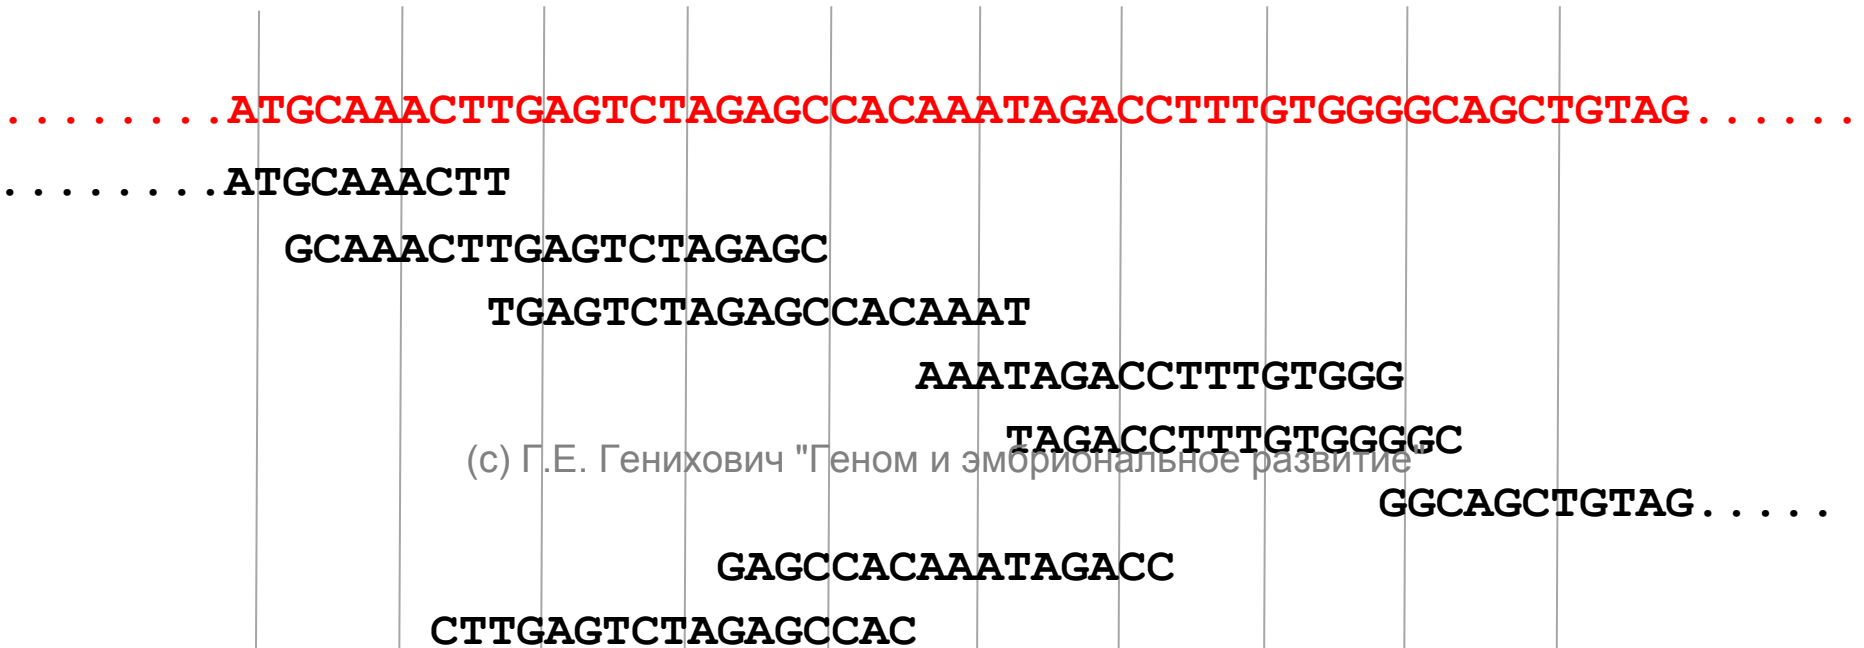 ........ATGCAAACTTGAGTCTAGAGCCACAAATAGACCTTTGTGGGGCAGCTGTAG......
........ATGCAAACTT
GCAAACTTGAGTCTAGAGC
TGAGTCTAGAGCCACAAAT
AAATAGACCTTTGTGGG
TAGACCTTTGTGGGGC
(c) Г.Е. Генихович "Геном и эмбриональное развитие"
GGCAGCTGTAG.....
GAGCCACAAATAGACC
CTTGAGTCTAGAGCCAC